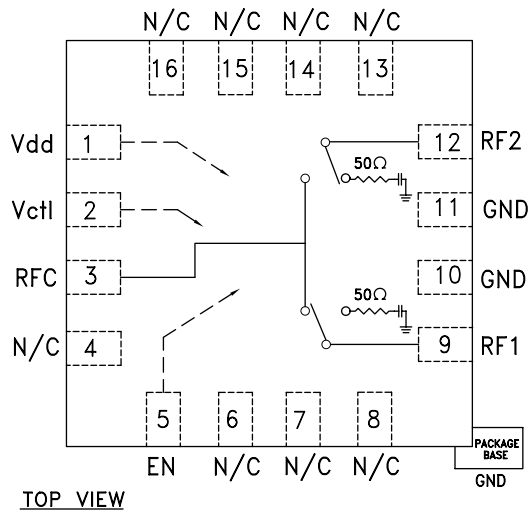 N/C N/C N/C N/C
16 15 14 13
Vdd 1 12 RF2
50Ω
Vctl 2 11 GND
RFC 3 10 GND
50Ω
N/C 4 9 RF1
5 6 7 8
EN N/C N/C N/C
PACKAGE
BASE
GND
TOP VIEW